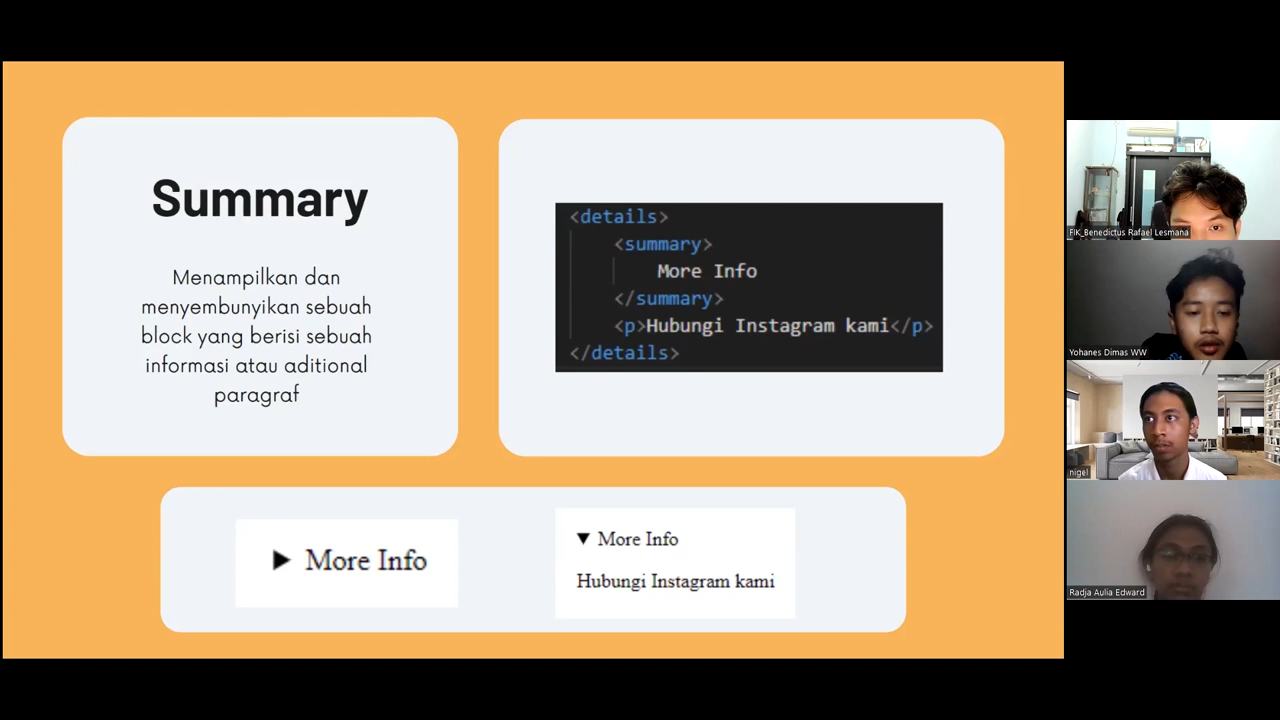 Summary
Menampilkan dan
menyembunyikan sebuah
block yang berisi sebuah
informasi atau aditional
paragraf
<details>
<summary>
More Info
</summary>
<p>Hubungi Instagram kami</p>
</details>
▶ More Info
▼ More Info
Hubungi Instagram kami
FIK_Benedictus Rafael Lesmana
Yohanes Dimas WW
nigel
Radja Aulia Edward